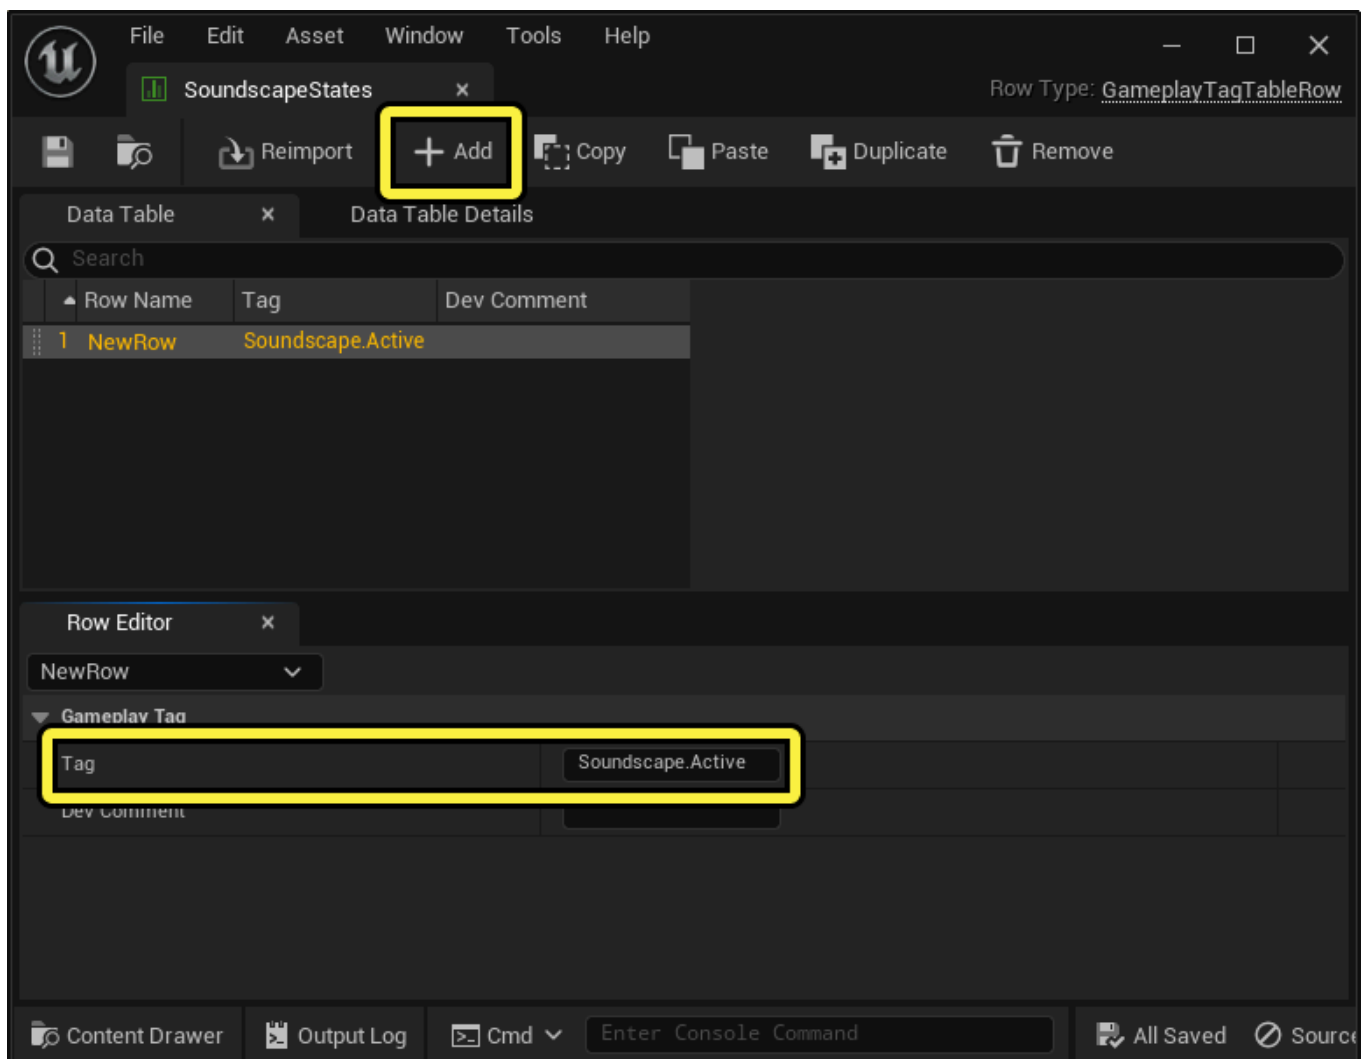 File Edit Asset Window Tools Help
SoundscapeStates
Row Type: GameplayTagTableRow
Reimport Add Copy Paste Duplicate Remove
Data Table Data Table Details
Search
Row Name Tag Dev Comment
1 NewRow Soundscape.Active
Row Editor
NewRow
Gameplay Tag
Tag Soundscape.Active
Dev Comment
Content Drawer Output Log Cmd Enter Console Command All Saved Source